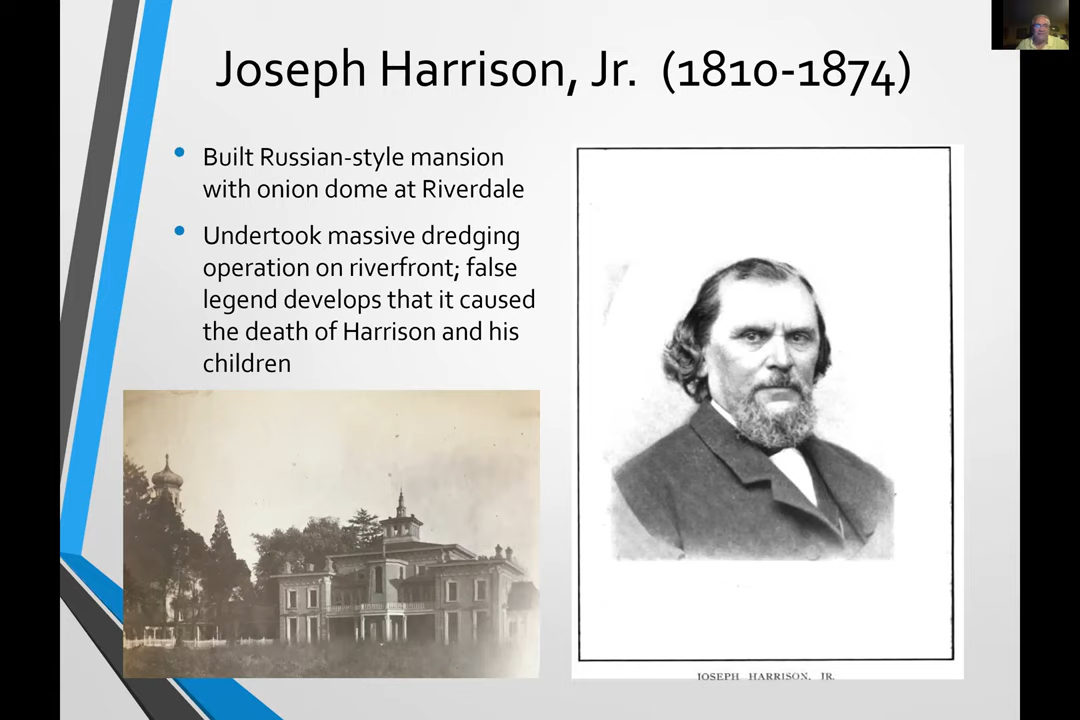 Joseph Harrison, Jr. (1810-1874)
• Built Russian-style mansion
with onion dome at Riverdale
• Undertook massive dredging
operation on riverfront; false
legend develops that it caused
the death of Harrison and his
children
JOSEPH HARRISON, JR.